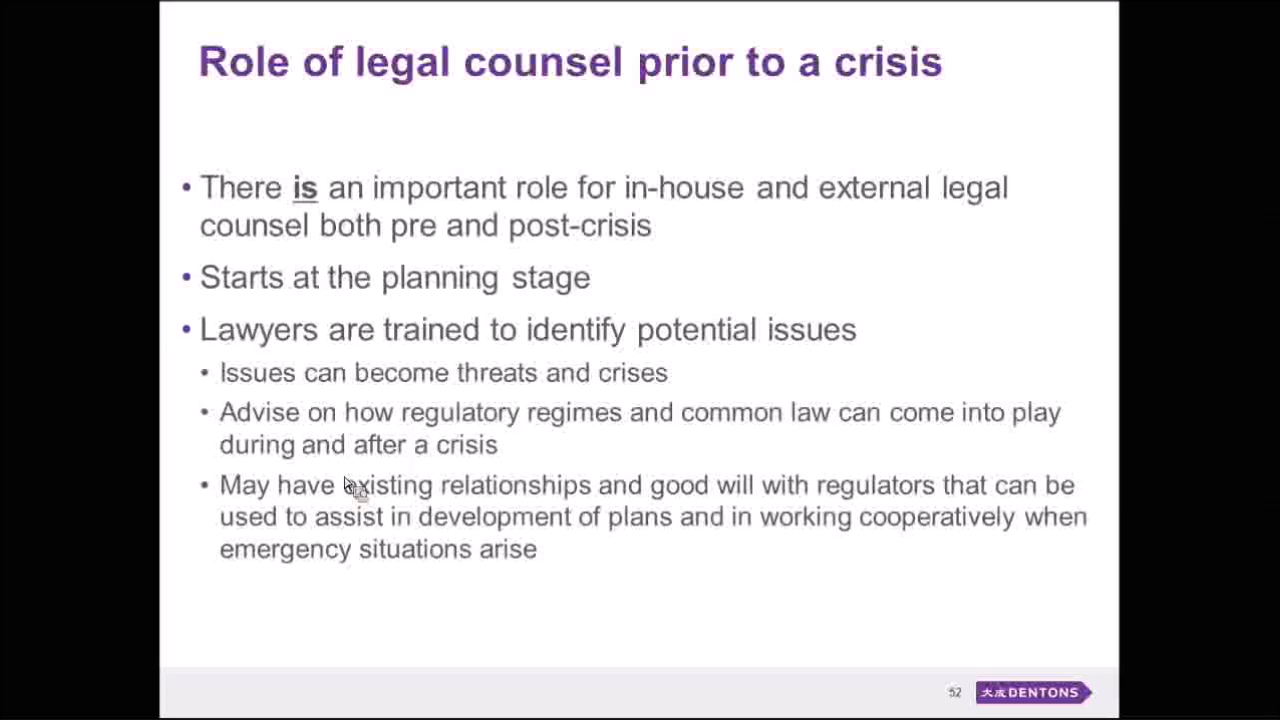 Role of legal counsel prior to a crisis
• There is an important role for in-house and external legal
counsel both pre and post-crisis
• Starts at the planning stage
• Lawyers are trained to identify potential issues
• Issues can become threats and crises
• Advise on how regulatory regimes and common law can come into play
during and after a crisis
• May have existing relationships and good will with regulators that can be
used to assist in development of plans and in working cooperatively when
emergency situations arise
52
大成 DENTONS